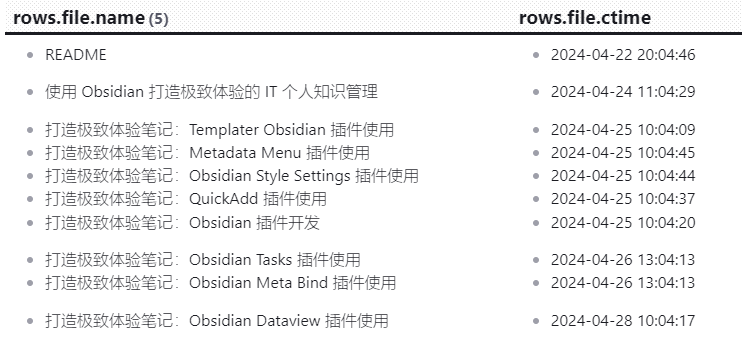 rows.file.name (5) rows.file.ctime
README 2024-04-22 20:04:46
使用 Obsidian 打造极致体验的 IT 个人知识管理 2024-04-24 11:04:29
打造极致体验笔记：Templater Obsidian 插件使用 2024-04-25 10:04:09
打造极致体验笔记：Metadata Menu 插件使用 2024-04-25 10:04:45
打造极致体验笔记：Obsidian Style Settings 插件使用 2024-04-25 10:04:44
打造极致体验笔记：QuickAdd 插件使用 2024-04-25 10:04:37
打造极致体验笔记：Obsidian 插件开发 2024-04-25 10:04:20
打造极致体验笔记：Obsidian Tasks 插件使用 2024-04-26 13:04:13
打造极致体验笔记：Obsidian Meta Bind 插件使用 2024-04-26 13:04:13
打造极致体验笔记：Obsidian Dataview 插件使用 2024-04-28 10:04:17